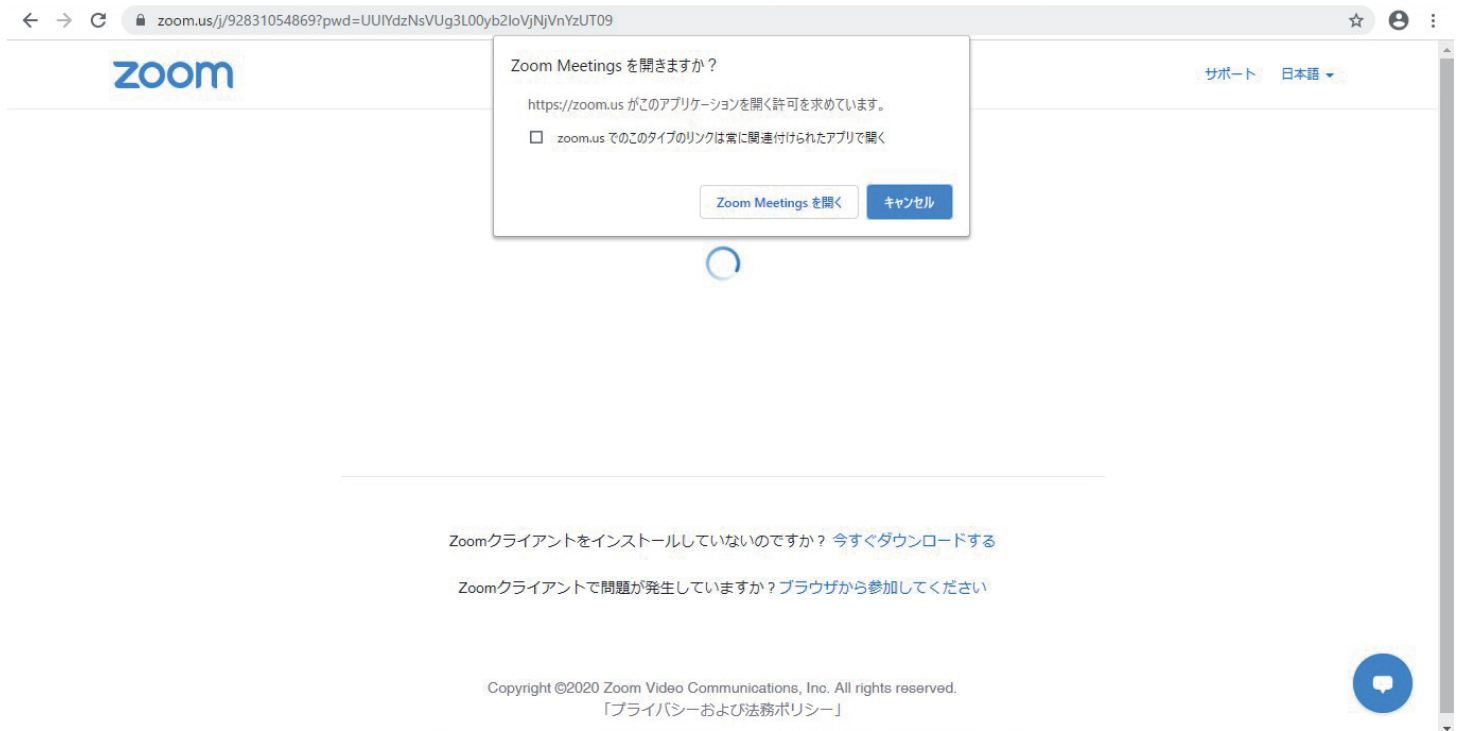 zoom.us/j/92831054869?pwd=UUlYdzNsVUg3L00yb2loVjNjVnYzUT09
zoom
サポート 日本語
Zoom Meetings を開きますか？
https://zoom.us がこのアプリケーションを開く許可を求めています。
zoom.us でのこのタイプのリンクは常に関連付けられたアプリで開く
Zoom Meetings を開く キャンセル
Zoomクライアントをインストールしていないのですか？ 今すぐダウンロードする
Zoomクライアントで問題が発生していますか？ブラウザから参加してください
Copyright ©2020 Zoom Video Communications, Inc. All rights reserved.
「プライバシーおよび法務ポリシー」